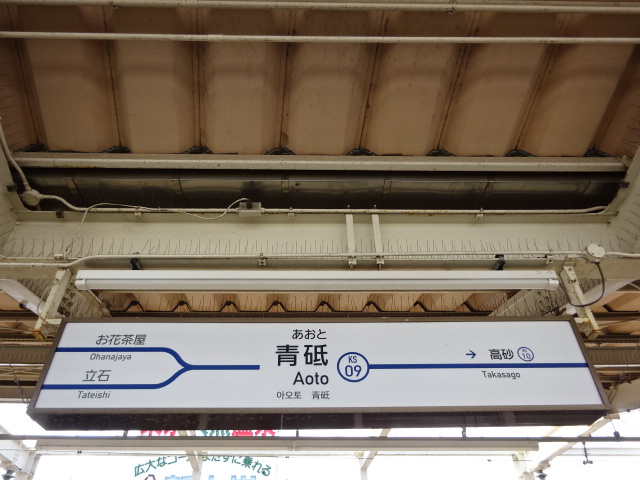 お花茶屋
Ohanajaya
立石
Tateishi
あおと
青砥
Aoto
아오토 青砥
KS
09
→ 高砂 KS 10
Takasago